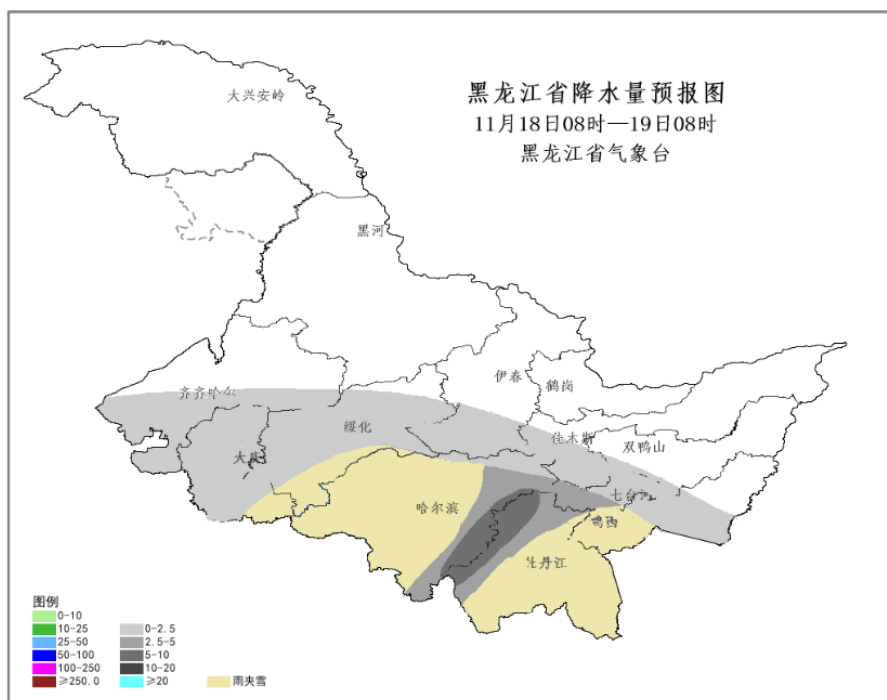 黑龙江省降水量预报图
11月18日08时—19日08时
黑龙江省气象台
大兴安岭
黑河
伊春
鹤岗
齐齐哈尔
绥化
佳木斯
双鸭山
大庆
七台河
哈尔滨
鸡西
牡丹江
图例
0-10
10-25
25-50
50-100
100-250
≥250.0
0-2.5
2.5-5
5-10
10-20
≥20
雨夹雪